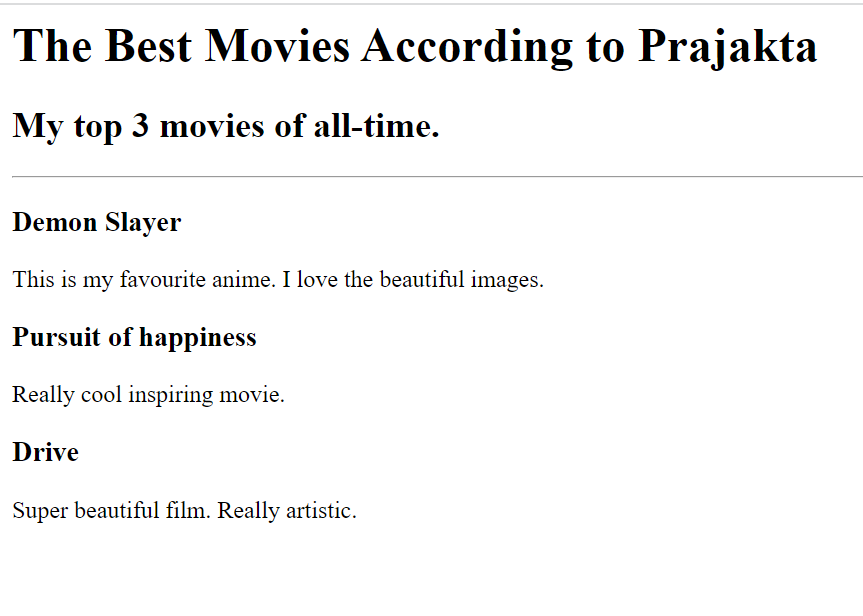 The Best Movies According to Prajakta
My top 3 movies of all-time.
Demon Slayer
This is my favourite anime. I love the beautiful images.
Pursuit of happiness
Really cool inspiring movie.
Drive
Super beautiful film. Really artistic.